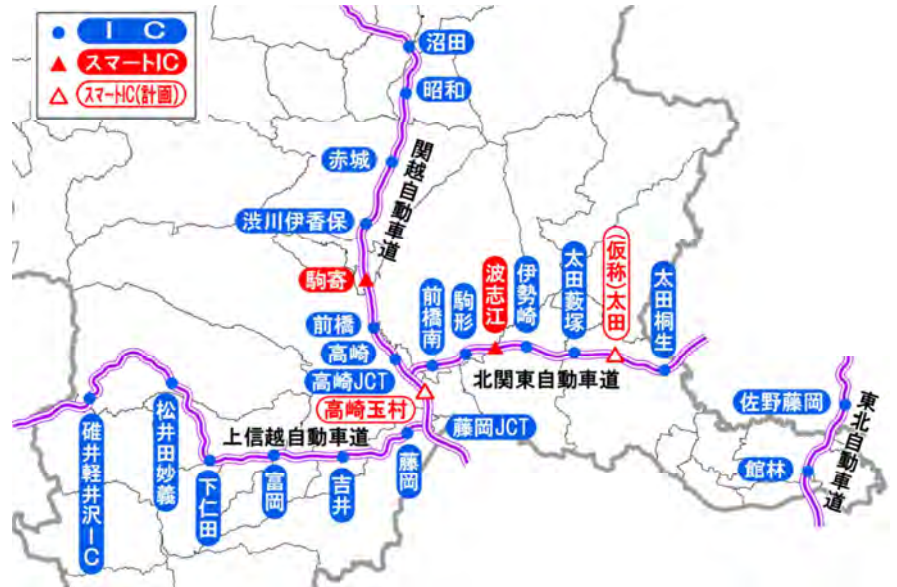 ＩＣ
スマートIC
スマートIC(計画)
沼田
昭和
赤城
関越自動車道
渋川伊香保
駒寄
前橋
高崎
高崎JCT
高崎玉村
前橋南
駒形
波志江
伊勢崎
太田藪塚
(仮称)太田
太田桐生
北関東自動車道
藤岡JCT
上信越自動車道
碓井軽井沢IC
松井田妙義
下仁田
富岡
吉井
藤岡
佐野藤岡
館林
東北自動車道